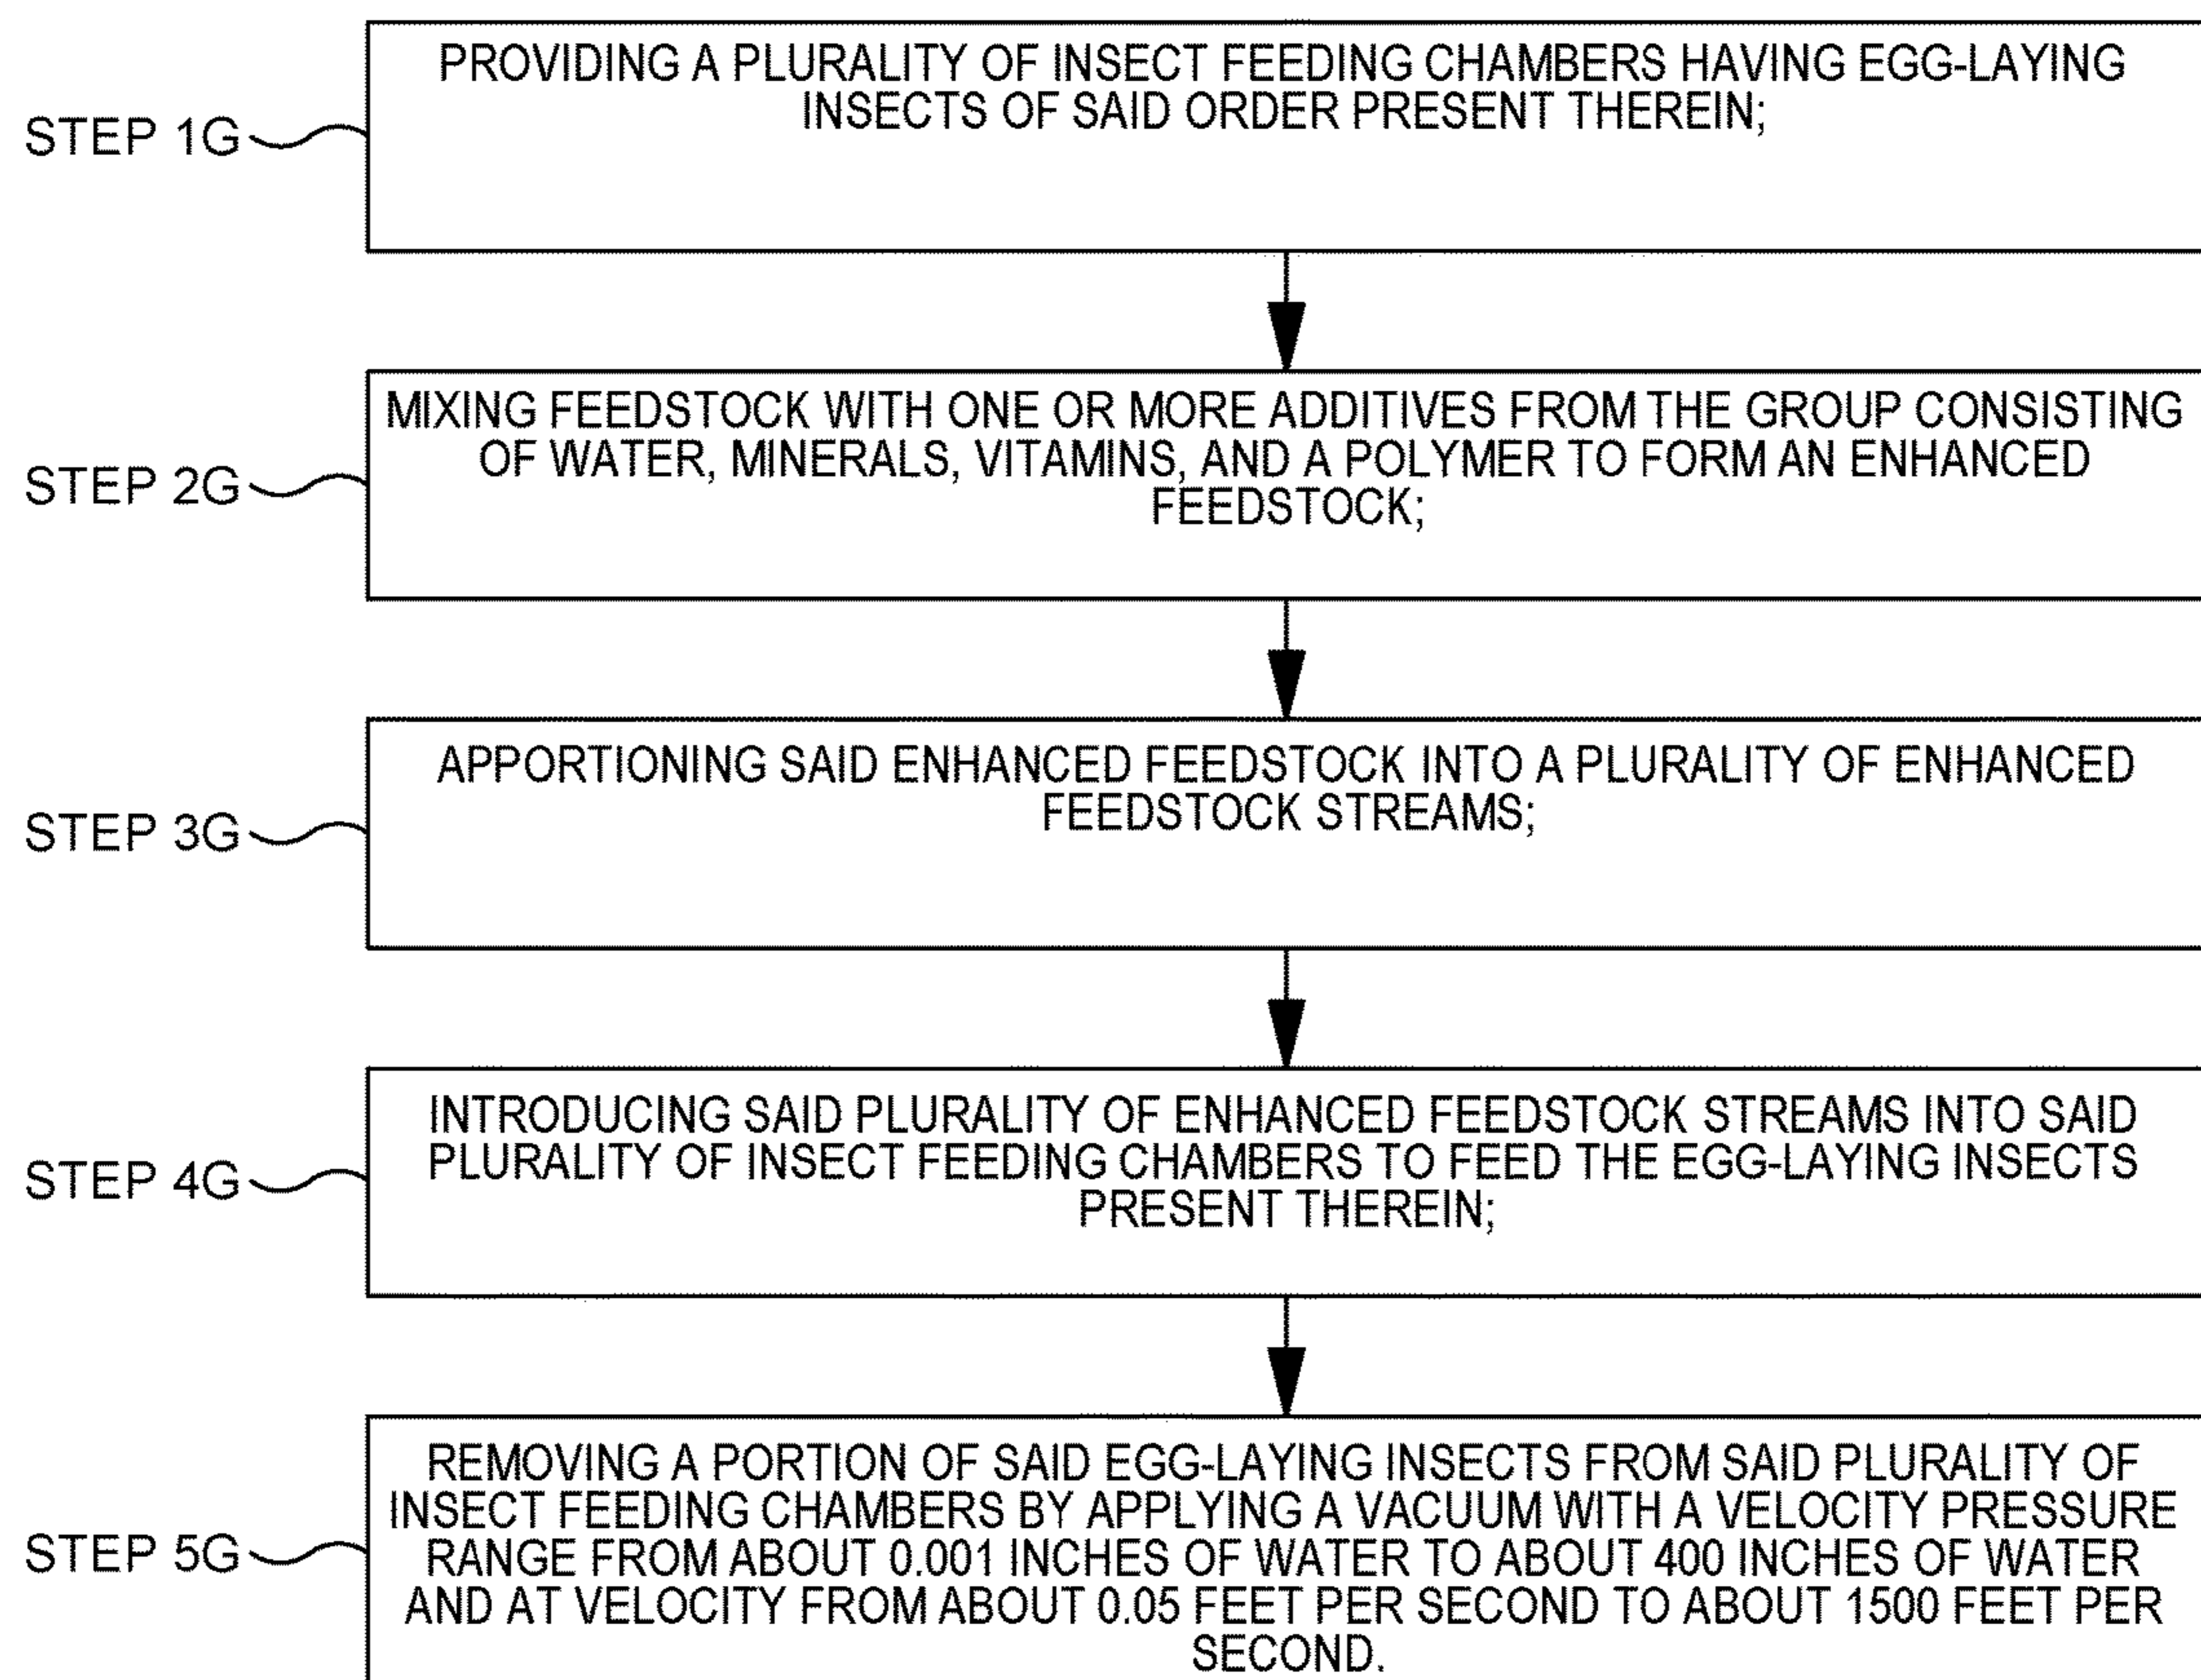 PROVIDING A PLURALITY OF INSECT FEEDING CHAMBERS HAVING EGG-LAYING
INSECTS OF SAID ORDER PRESENT THEREIN;
STEP 1G
MIXING FEEDSTOCK WITH ONE OR MORE ADDITIVES FROM THE GROUP CONSISTING
OF WATER, MINERALS, VITAMINS, AND A POLYMER TO FORM AN ENHANCED
FEEDSTOCK;
STEP 2G
APPORTIONING SAID ENHANCED FEEDSTOCK INTO A PLURALITY OF ENHANCED
FEEDSTOCK STREAMS;
STEP 3G
INTRODUCING SAID PLURALITY OF ENHANCED FEEDSTOCK STREAMS INTO SAID
PLURALITY OF INSECT FEEDING CHAMBERS TO FEED THE EGG-LAYING INSECTS
PRESENT THEREIN;
STEP 4G
REMOVING A PORTION OF SAID EGG-LAYING INSECTS FROM SAID PLURALITY OF
INSECT FEEDING CHAMBERS BY APPLYING A VACUUM WITH A VELOCITY PRESSURE
RANGE FROM ABOUT 0.001 INCHES OF WATER TO ABOUT 400 INCHES OF WATER
AND AT VELOCITY FROM ABOUT 0.05 FEET PER SECOND TO ABOUT 1500 FEET PER
SECOND.
STEP 5G